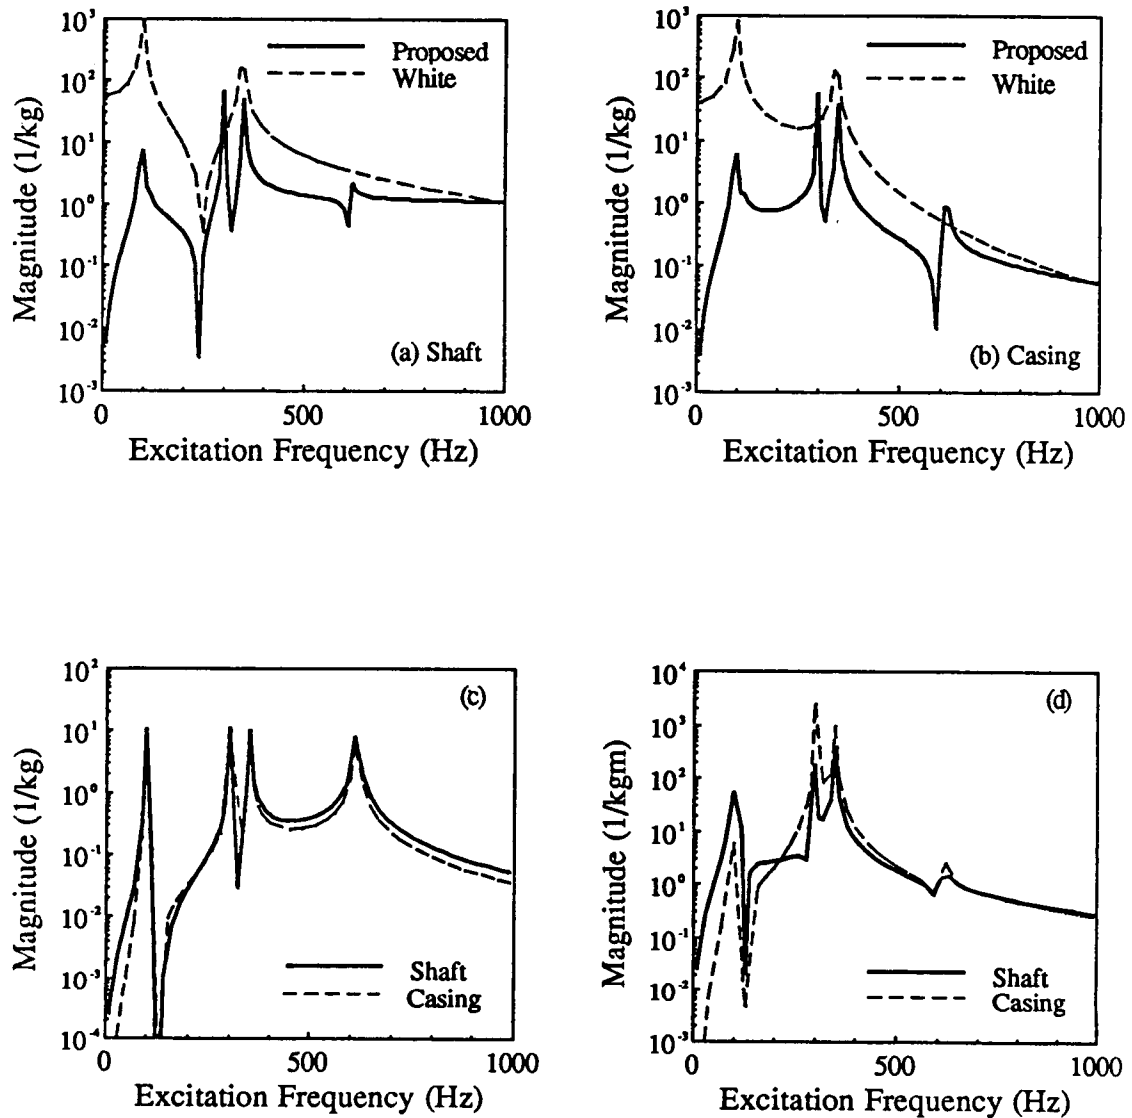 10³
10²
10¹
10⁰
10⁻¹
10⁻²
10⁻³
Magnitude (1/kg)
Proposed
White
(a) Shaft
0 500 1000
Excitation Frequency (Hz)
10³
10²
10¹
10⁰
10⁻¹
10⁻²
10⁻³
Magnitude (1/kg)
Proposed
White
(b) Casing
0 500 1000
Excitation Frequency (Hz)
10²
10¹
10⁰
10⁻¹
10⁻²
10⁻³
10⁻⁴
Magnitude (1/kg)
(c)
Shaft
Casing
0 500 1000
Excitation Frequency (Hz)
10⁴
10³
10²
10¹
10⁰
10⁻¹
10⁻²
10⁻³
Magnitude (1/kgm)
(d)
Shaft
Casing
0 500 1000
Excitation Frequency (Hz)